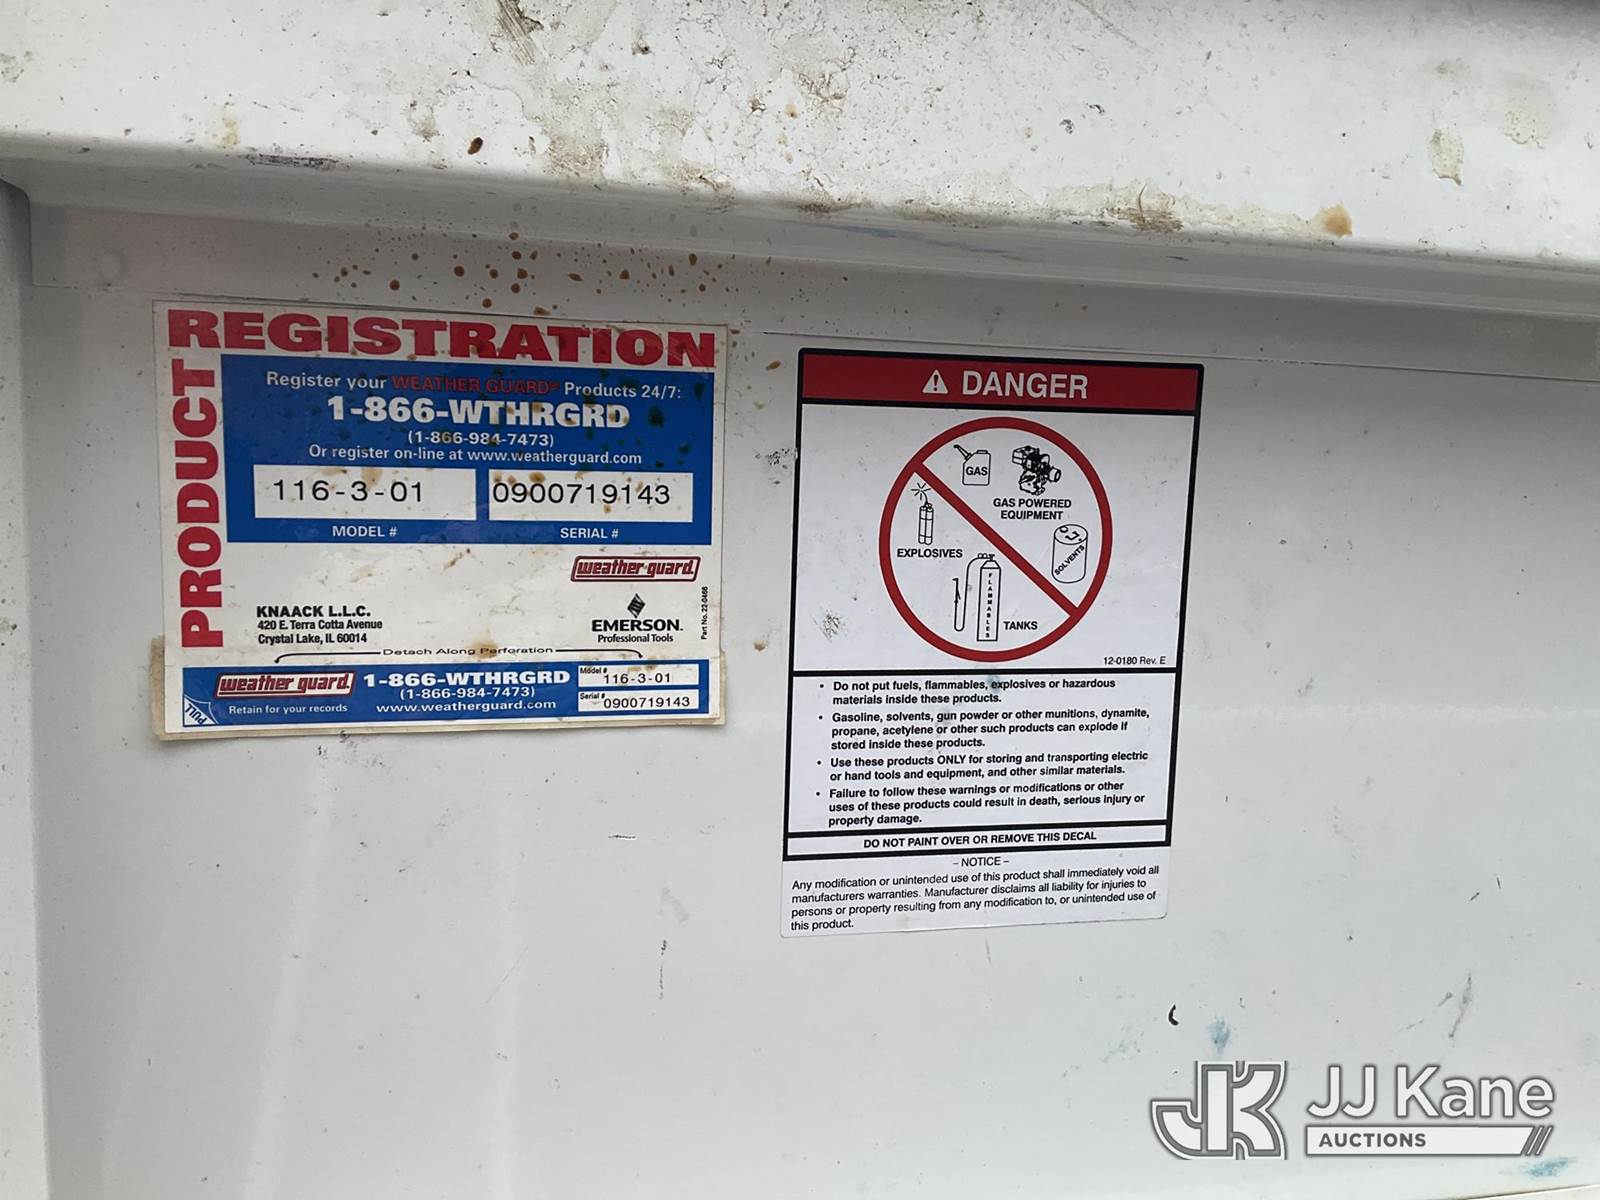 PRODUCT REGISTRATION
Register your WEATHER GUARD® Products 24/7:
1-866-WTHRGRD
(1-866-984-7473)
Or register on-line at www.weatherguard.com
116-3-01
0900719143
MODEL #
SERIAL #
weather guard.
KNAACK L.L.C.
420 E. Terra Cotta Avenue
Crystal Lake, IL 60014
EMERSON.
Professional Tools
Part No. 22-0466
Detach Along Perforation
PULL
weather guard.
Retain for your records
1-866-WTHRGRD
(1-866-984-7473)
www.weatherguard.com
Model #
116-3-01
Serial #
0900719143
⚠ DANGER
GAS
GAS POWERED
EQUIPMENT
EXPLOSIVES
SOLVENTS
FLAMMABLES
TANKS
12-0180 Rev. E
• Do not put fuels, flammables, explosives or hazardous
materials inside these products.
• Gasoline, solvents, gun powder or other munitions, dynamite,
propane, acetylene or other such products can explode if
stored inside these products.
• Use these products ONLY for storing and transporting electric
or hand tools and equipment, and other similar materials.
• Failure to follow these warnings or modifications or other
uses of these products could result in death, serious injury or
property damage.
DO NOT PAINT OVER OR REMOVE THIS DECAL
– NOTICE –
Any modification or unintended use of this product shall immediately void all
manufacturers warranties. Manufacturer disclaims all liability for injuries to
persons or property resulting from any modification to, or unintended use of
this product.
JK JJ Kane
AUCTIONS